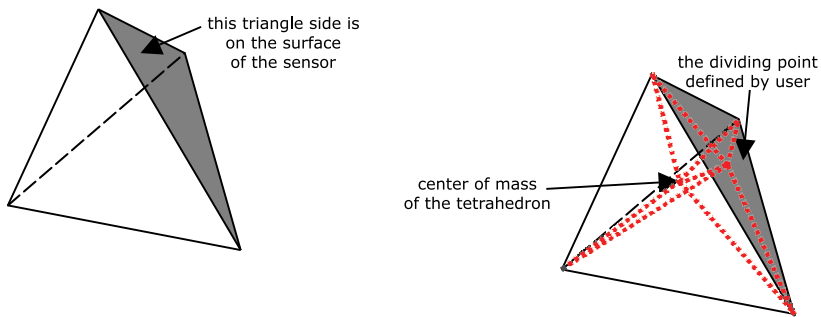 this triangle side is
on the surface
of the sensor
the dividing point
defined by user
center of mass
of the tetrahedron